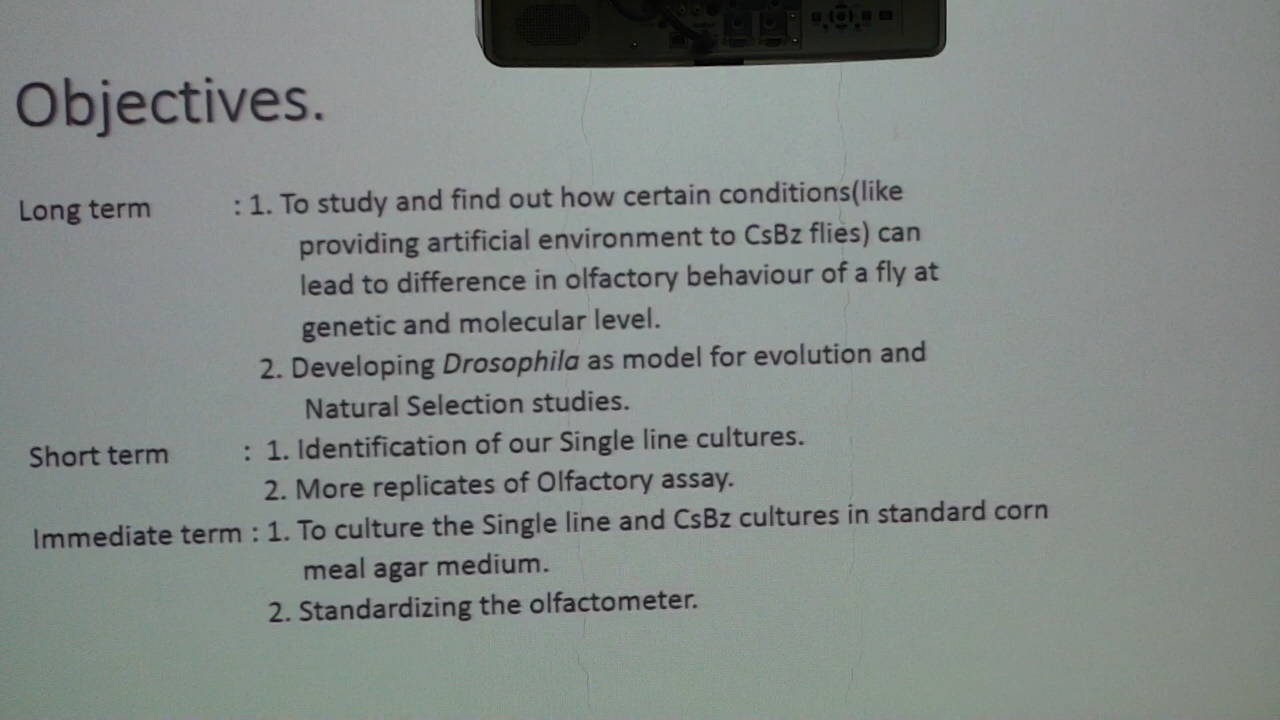 Objectives.
Long term : 1. To study and find out how certain conditions(like
providing artificial environment to CsBz flies) can
lead to difference in olfactory behaviour of a fly at
genetic and molecular level.
2. Developing Drosophila as model for evolution and
Natural Selection studies.
Short term : 1. Identification of our Single line cultures.
2. More replicates of Olfactory assay.
Immediate term : 1. To culture the Single line and CsBz cultures in standard corn
meal agar medium.
2. Standardizing the olfactometer.